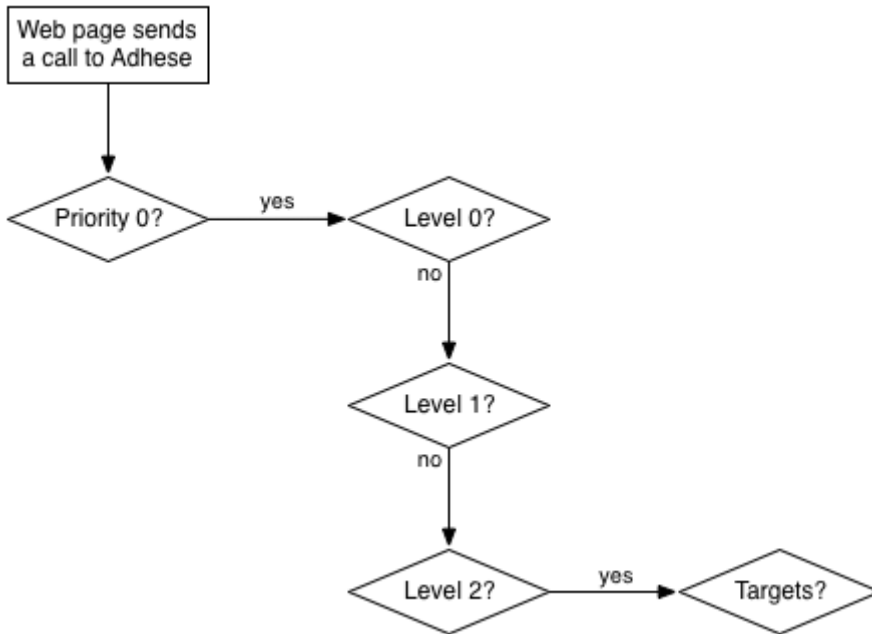 Web page sends
a call to Adhese
Priority 0?
yes
Level 0?
no
Level 1?
no
Level 2?
yes
Targets?